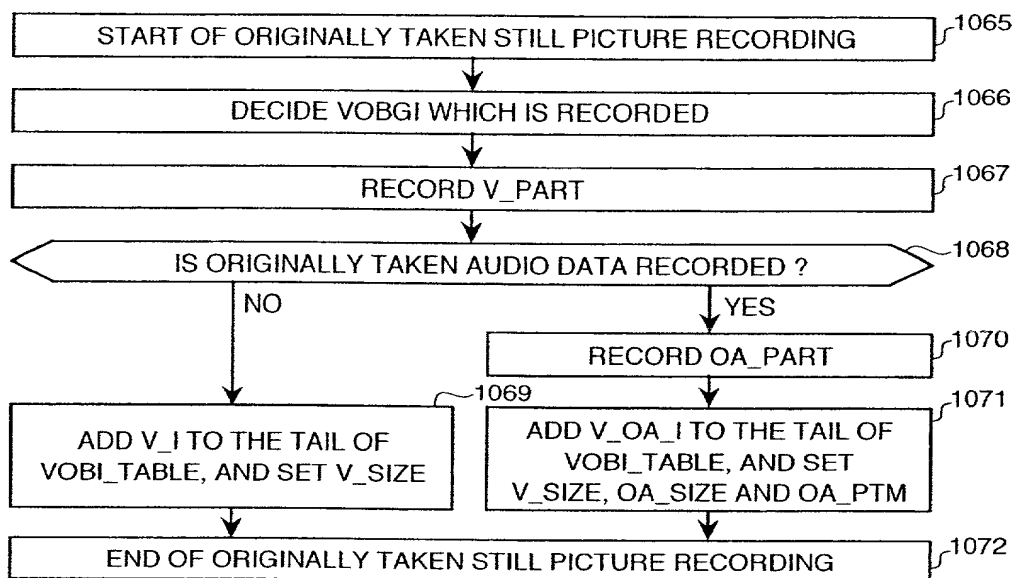 START OF ORIGINALLY TAKEN STILL PICTURE RECORDING
1065
DECIDE VOBGI WHICH IS RECORDED
1066
RECORD V_PART
1067
IS ORIGINALLY TAKEN AUDIO DATA RECORDED ?
1068
NO
YES
RECORD OA_PART
1070
1069
1071
ADD V_I TO THE TAIL OF
VOBI_TABLE, AND SET V_SIZE
ADD V_OA_I TO THE TAIL OF
VOBI_TABLE, AND SET
V_SIZE, OA_SIZE AND OA_PTM
END OF ORIGINALLY TAKEN STILL PICTURE RECORDING
1072